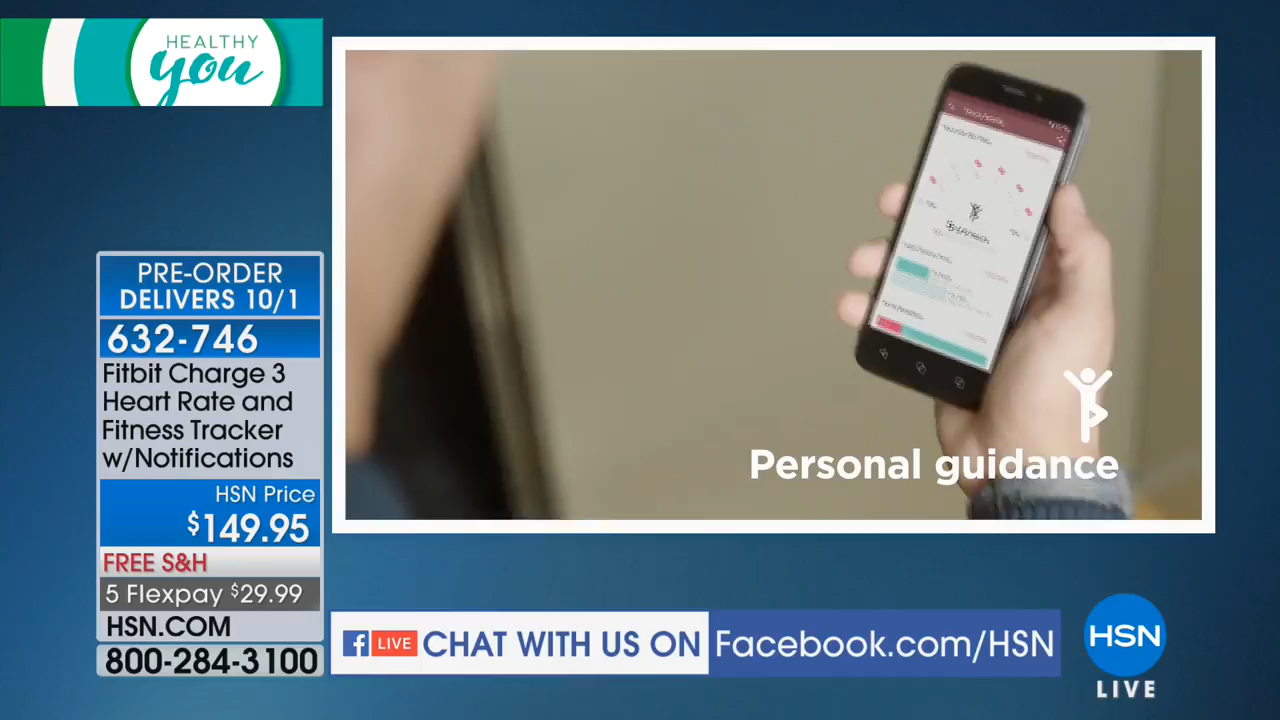 HEALTHY
you
PRE-ORDER
DELIVERS 10/1
632-746
Fitbit Charge 3
Heart Rate and
Fitness Tracker
w/Notifications
HSN Price
$149.95
FREE S&H
5 Flexpay $29.99
HSN.COM
800-284-3100
Personal guidance
f LIVE CHAT WITH US ON Facebook.com/HSN
HSN
LIVE